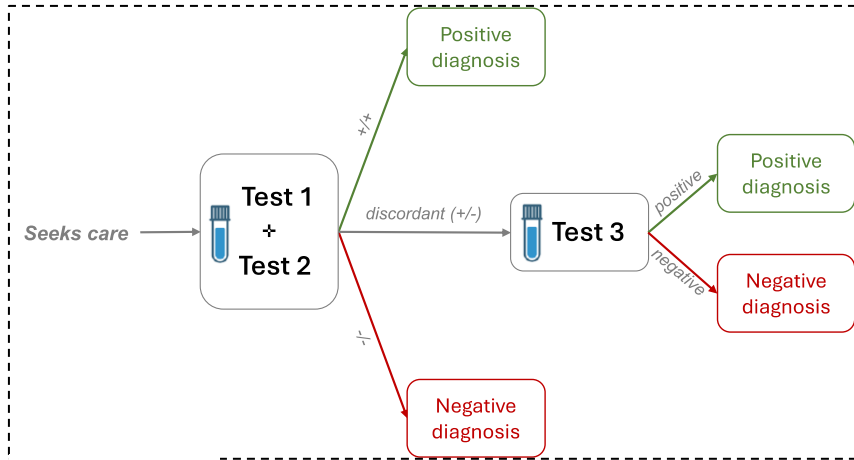 Positive
diagnosis
+/+
Test 1
+
Test 2
Seeks care
discordant (+/-)
Test 3
positive
Positive
diagnosis
negative
Negative
diagnosis
-/-
Negative
diagnosis